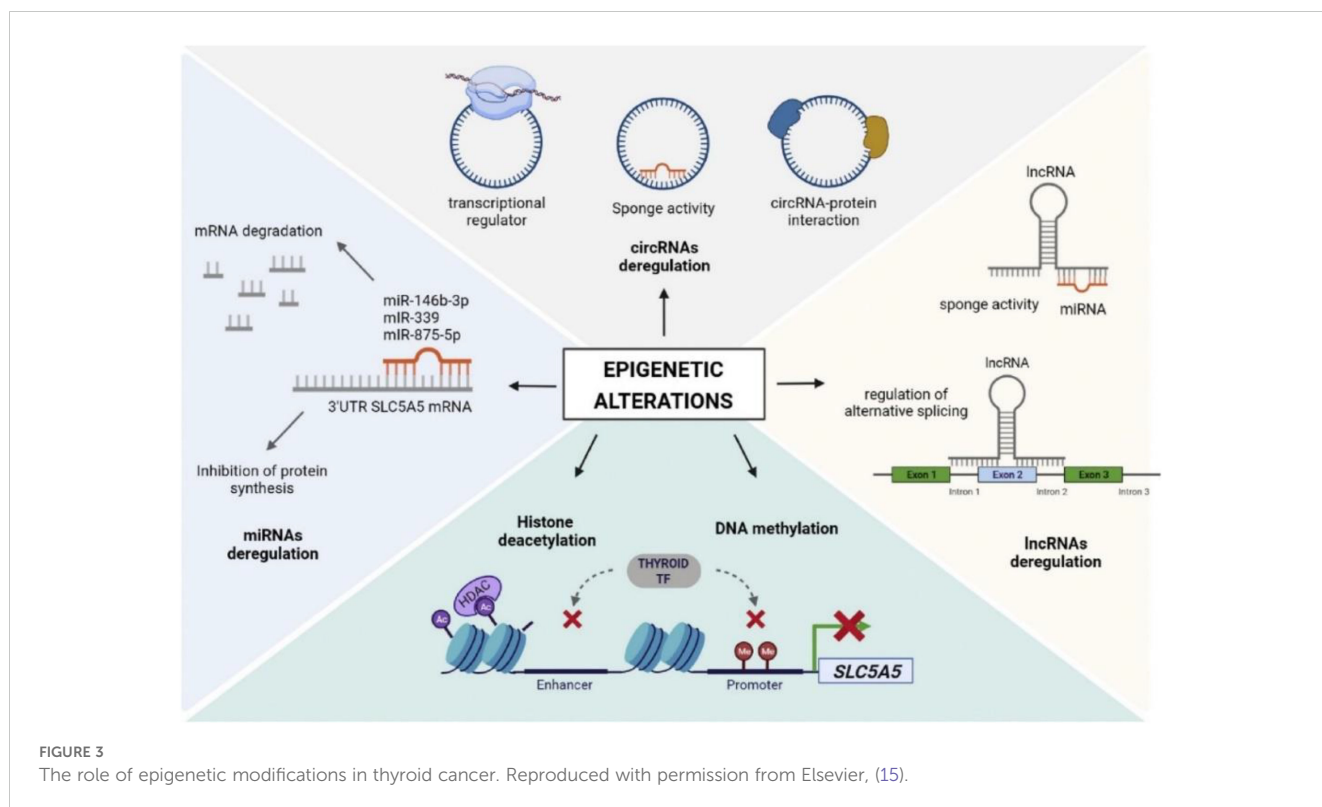 transcriptional
regulator
Sponge activity
circRNA-protein
interaction
circRNAs
deregulation
mRNA degradation
miR-146b-3p
miR-339
miR-875-5p
3'UTR SLC5A5 mRNA
Inhibition of protein
synthesis
miRNAs
deregulation
EPIGENETIC
ALTERATIONS
lncRNA
sponge activity
miRNA
lncRNA
regulation of
alternative splicing
Exon 1
Exon 2
Exon 3
Intron 1
Intron 2
Intron 3
lncRNAs
deregulation
Histone
deacetylation
DNA methylation
THYROID
TF
HDAC
Ac
Ac
Me
Me
Enhancer
Promoter
SLC5A5
FIGURE 3
The role of epigenetic modifications in thyroid cancer. Reproduced with permission from Elsevier, (15).